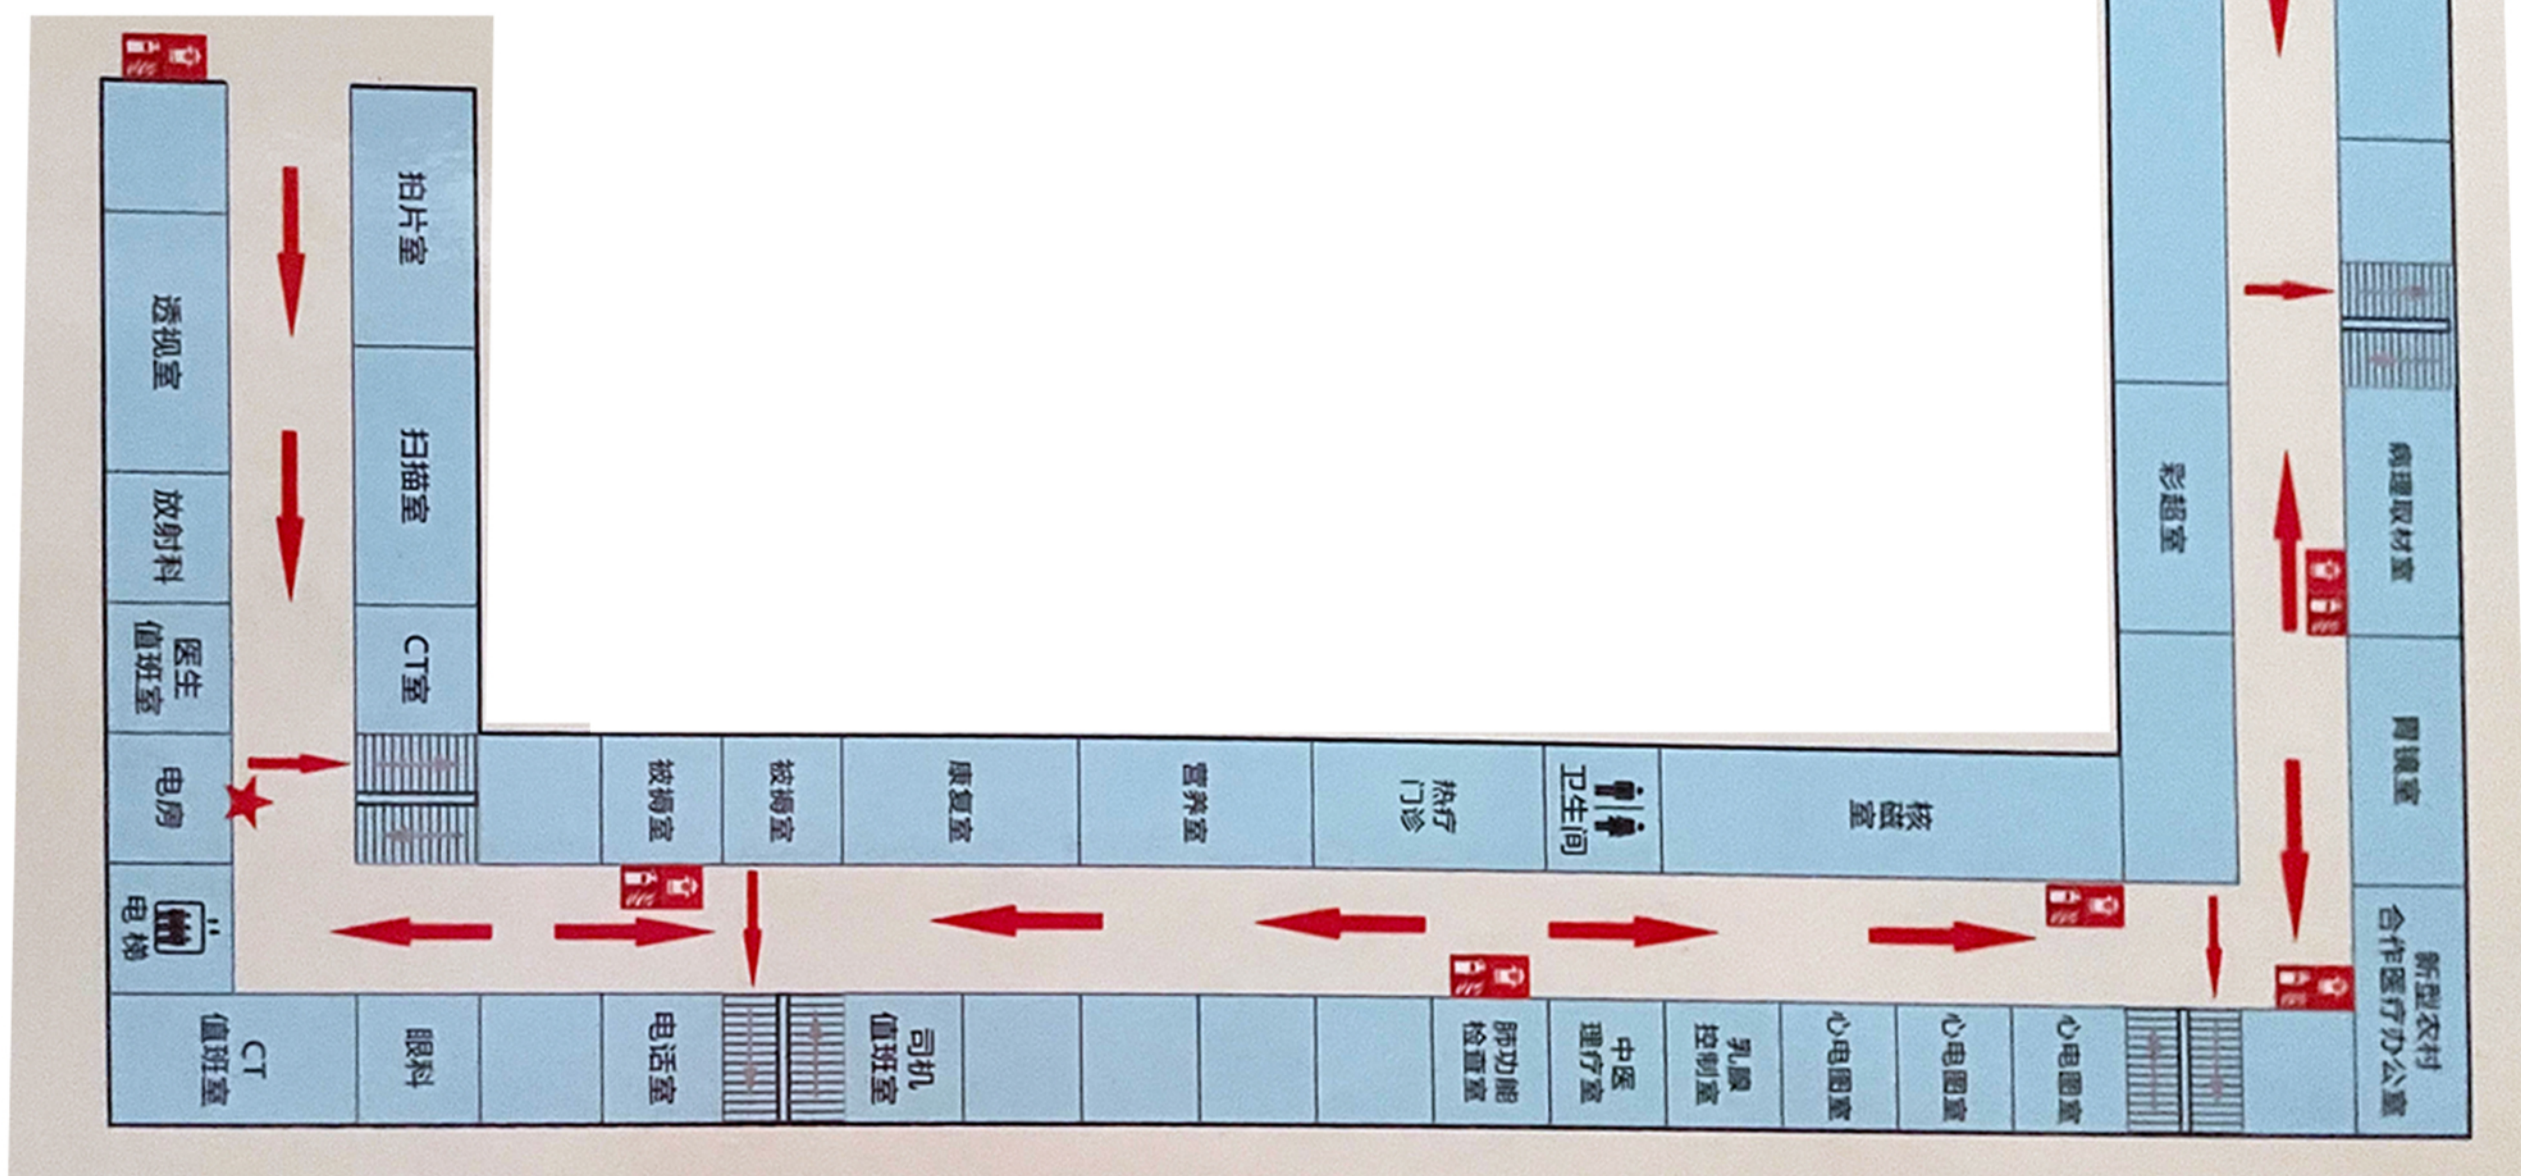 拍片室
透视室
扫描室
放射科
CT室
医生
值班室
电房
电梯
彩超室
病理取材室
胃镜室
新型农村
合作医疗办公室
被褥室
被褥室
康复室
营养室
热疗
门诊
卫生间
核
磁
室
CT
值班室
眼科
电话室
司机
值班室
肺功能
检查室
中医
理疗室
乳腺
控制室
心电图室
心电图室
心电图室